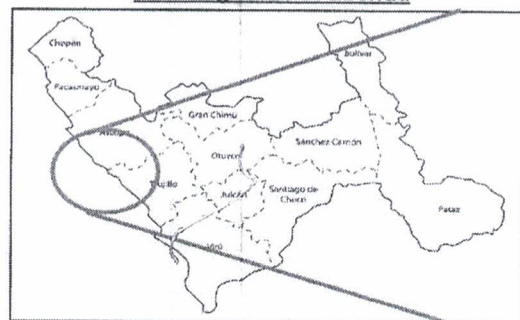 Chepén
Pacasmayo
Bolívar
Ascope
Gran Chimú
Sánchez Carrión
Otuzco
Trujillo
Julcán
Santiago de Chuco
Pataz
Virú